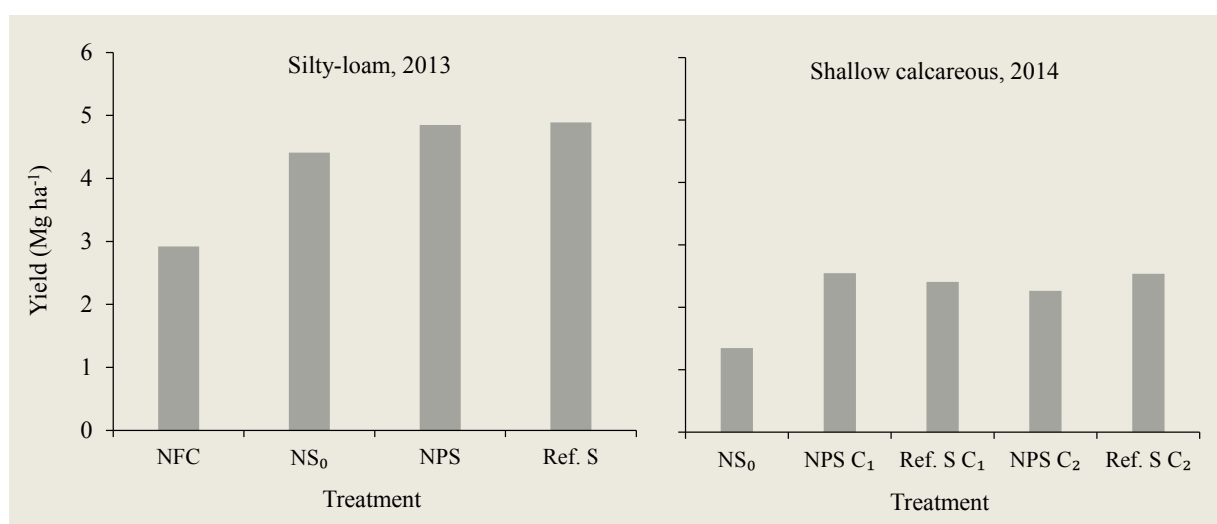 Silty-loam, 2013
Yield (Mg ha⁻¹)
6
5
4
3
2
1
0
NFC NS₀ NPS Ref. S
Treatment
Shallow calcareous, 2014
NS₀ NPS C₁ Ref. S C₁ NPS C₂ Ref. S C₂
Treatment